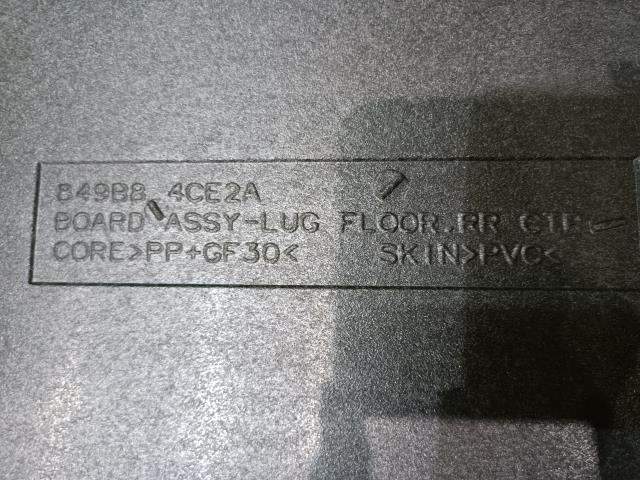 849B8 4CE2A
BOARD ASSY-LUG FLOOR,RR CTR
CORE>PP+GF30< SKIN>PVC<